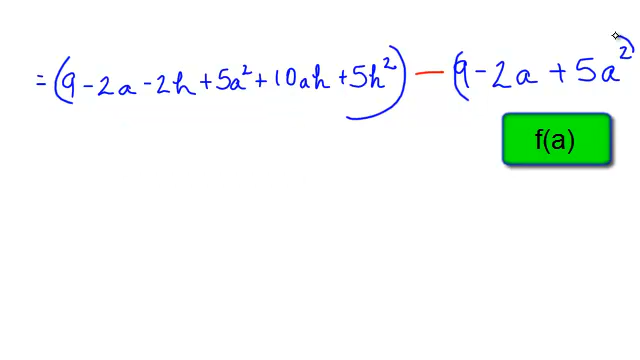 = (9 - 2a - 2h + 5a² + 10ah + 5h²) - (9 - 2a + 5a²)
f(a)